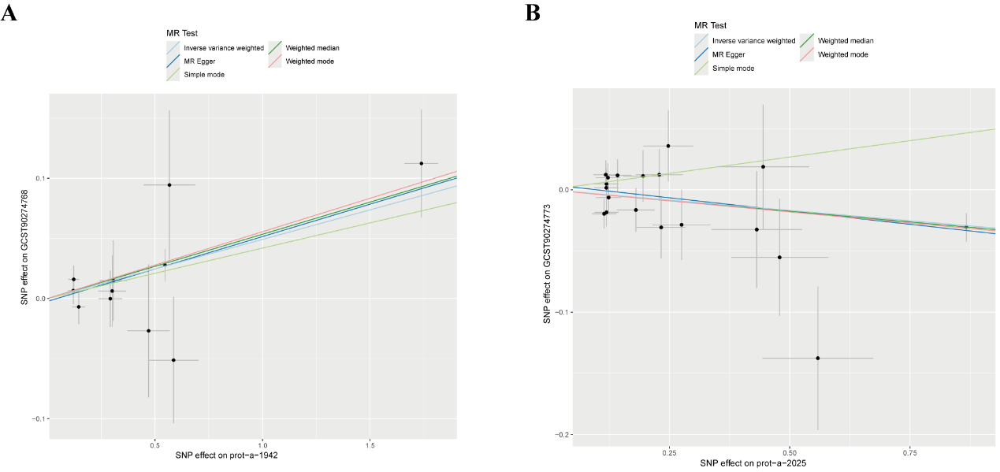 A
MR Test
Inverse variance weighted
Weighted median
MR Egger
Weighted mode
Simple mode
SNP effect on GCST90274768
0.1
0.0
−0.1
0.5
1.0
1.5
SNP effect on prot−a−1942
B
MR Test
Inverse variance weighted
Weighted median
MR Egger
Weighted mode
Simple mode
SNP effect on GCST90274773
0.0
−0.1
−0.2
0.25
0.50
0.75
SNP effect on prot−a−2025